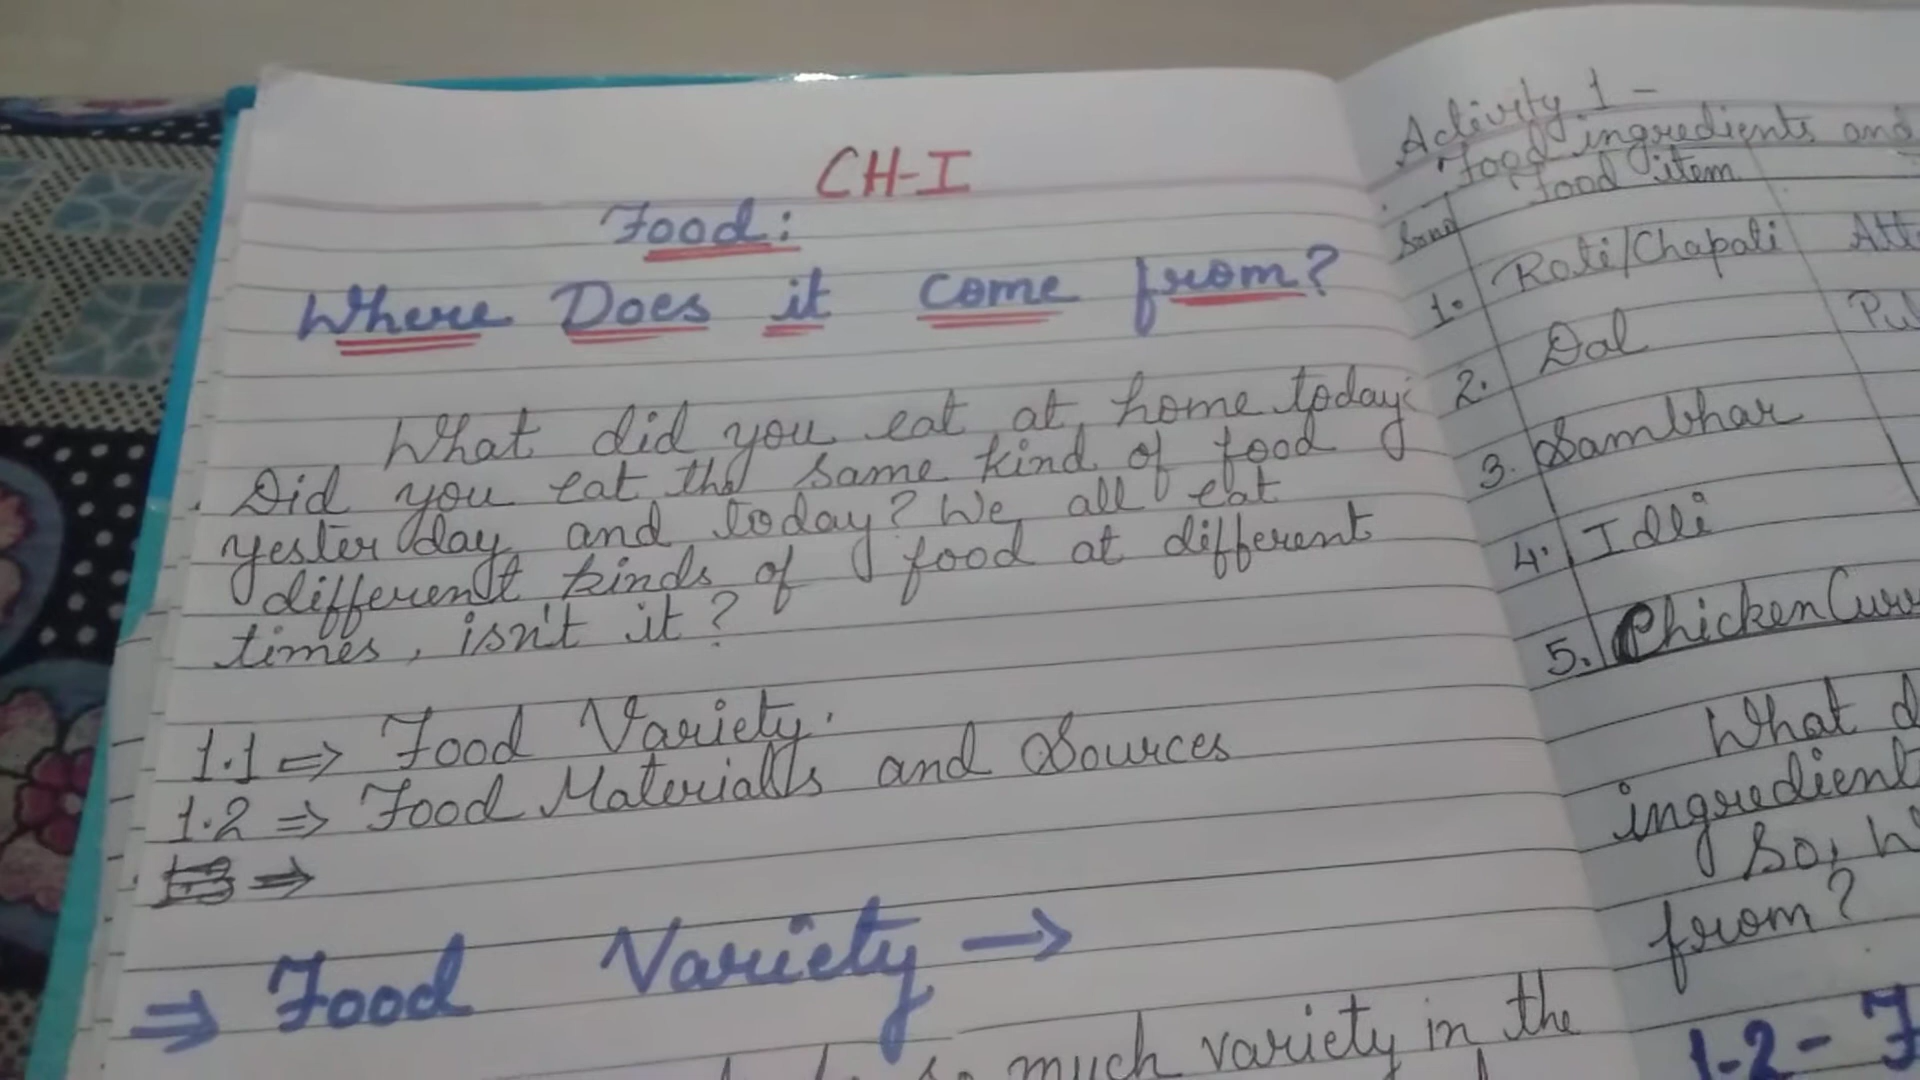 CH-I
Food:
Where Does it come from?
What did you eat at home today
Did you eat the same kind of food
yesterday and today? We all eat
different kinds of food at different
times, isn't it?
1.1 ⇒ Food Variety.
1.2 ⇒ Food Materials and Sources
⇒ Food Variety →
much variety in the
Activity 1 -
Food ingredients and
Food item
1. Roti/Chapati
2. Dal
3. Sambhar
4. Idli
5. Chicken
What
ingredient
So,
from?
1.2 -